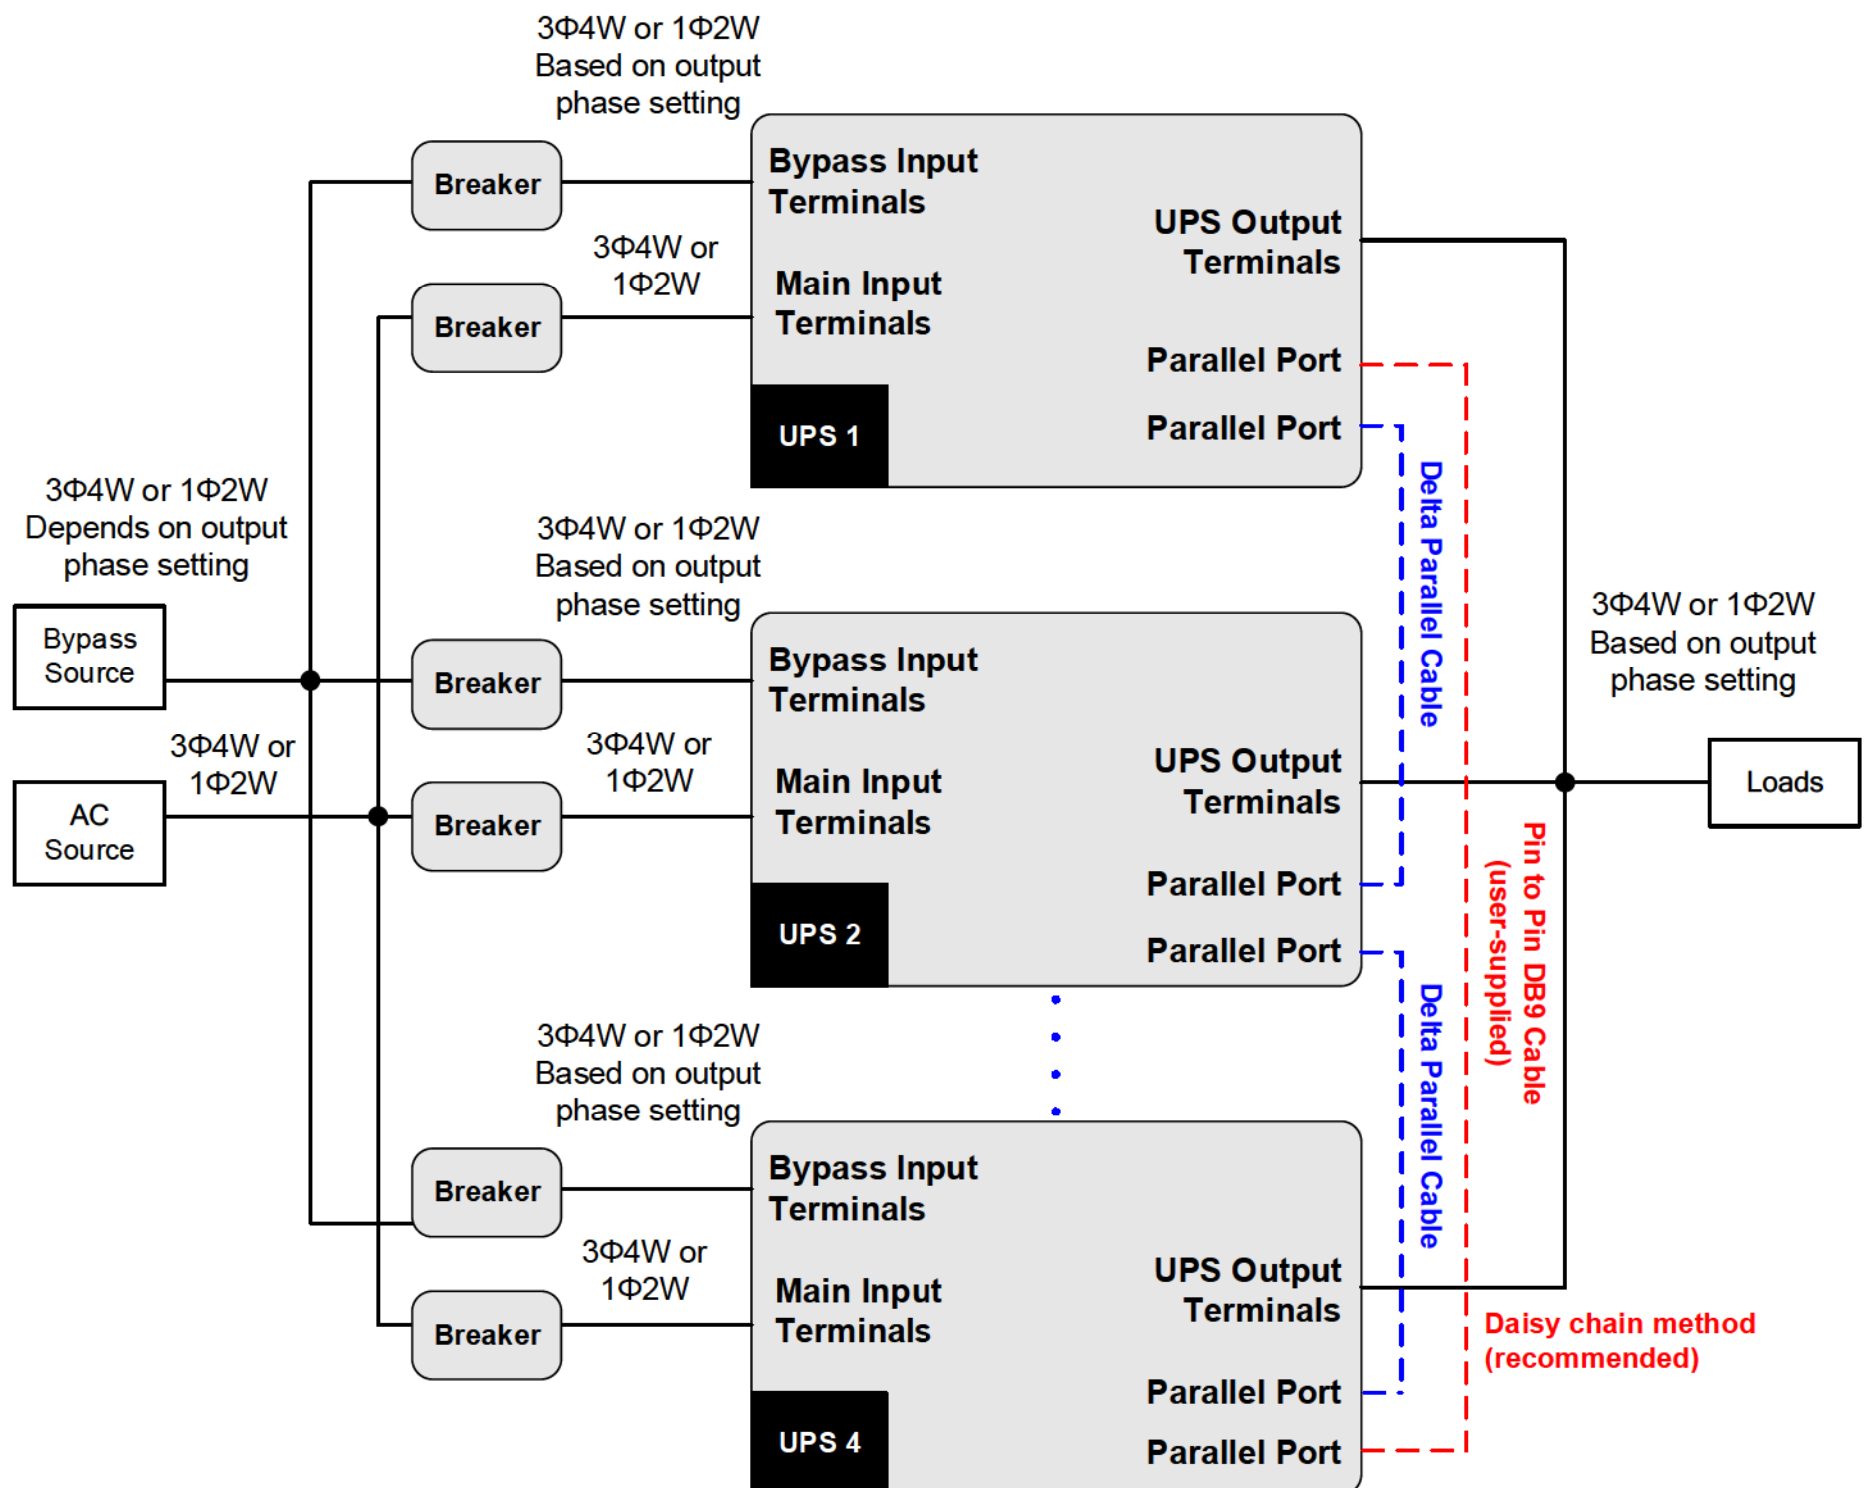 3Φ4W or 1Φ2W
Based on output
phase setting
Breaker
Bypass Input
Terminals
UPS Output
Terminals
3Φ4W or
1Φ2W
Breaker
Main Input
Terminals
Parallel Port
Parallel Port
UPS 1
3Φ4W or 1Φ2W
Depends on output
phase setting
Bypass
Source
3Φ4W or
1Φ2W
AC
Source
3Φ4W or 1Φ2W
Based on output
phase setting
Breaker
Bypass Input
Terminals
3Φ4W or
1Φ2W
Breaker
Main Input
Terminals
UPS Output
Terminals
Parallel Port
Parallel Port
UPS 2
Delta Parallel Cable
3Φ4W or 1Φ2W
Based on output
phase setting
Loads
Pin to Pin DB9 Cable
(user-supplied)
Delta Parallel Cable
3Φ4W or 1Φ2W
Based on output
phase setting
Breaker
Bypass Input
Terminals
3Φ4W or
1Φ2W
Breaker
Main Input
Terminals
UPS Output
Terminals
Parallel Port
Parallel Port
UPS 4
Daisy chain method
(recommended)